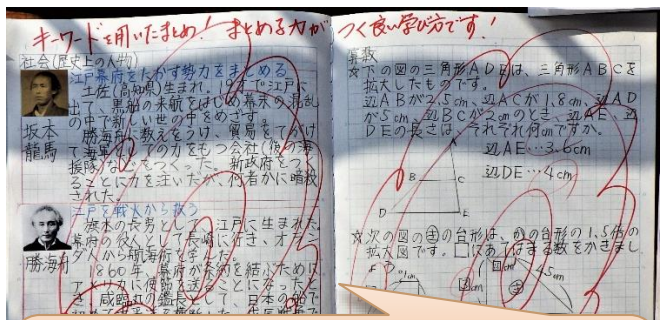 キーワードを用いたまとめ！まとめる力がつく良い学び方です！
社会(歴史上の人物)
江戸幕府をたおす勢力をまとめる
土佐(高知県)生まれ。19才で江戸に
出て、黒船の来航をはじめ幕末の混乱
の中で新しい世の中をめざす。
坂本龍馬
勝海舟に教えをうけ、貿易をてがけ
て海軍の力をもつ会社(後の海
援隊)などをつくった。新政府をつく
ることに力を注いだが、何者かに暗殺
された。
江戸を戦火から救う
旗本の長男として江戸に生まれた。
幕府の役人として長崎に行き、オラン
ダ人から航海術を学んだ。
勝海舟
1860年、幕府が条約を結ぶために
アメリカに使節を送ることになったと
き、咸臨丸の艦長として、日本の船で
算数
☆下の図の三角形ADEは、三角形ABCを
拡大したものです。
辺ABが2.5cm、辺ACが1.8cm、辺AD
が5cm、辺BCが2cmのとき、辺AE、辺
DEの長さは、それぞれ何cmですか。
辺AE…3.6cm
辺DE…4cm
A
B
C
D
E
☆次の図の㋓の台形は、㋕の台形の1.5倍の
拡大図です。□にあてはまる数をかきまし
ょう。
4.5cm